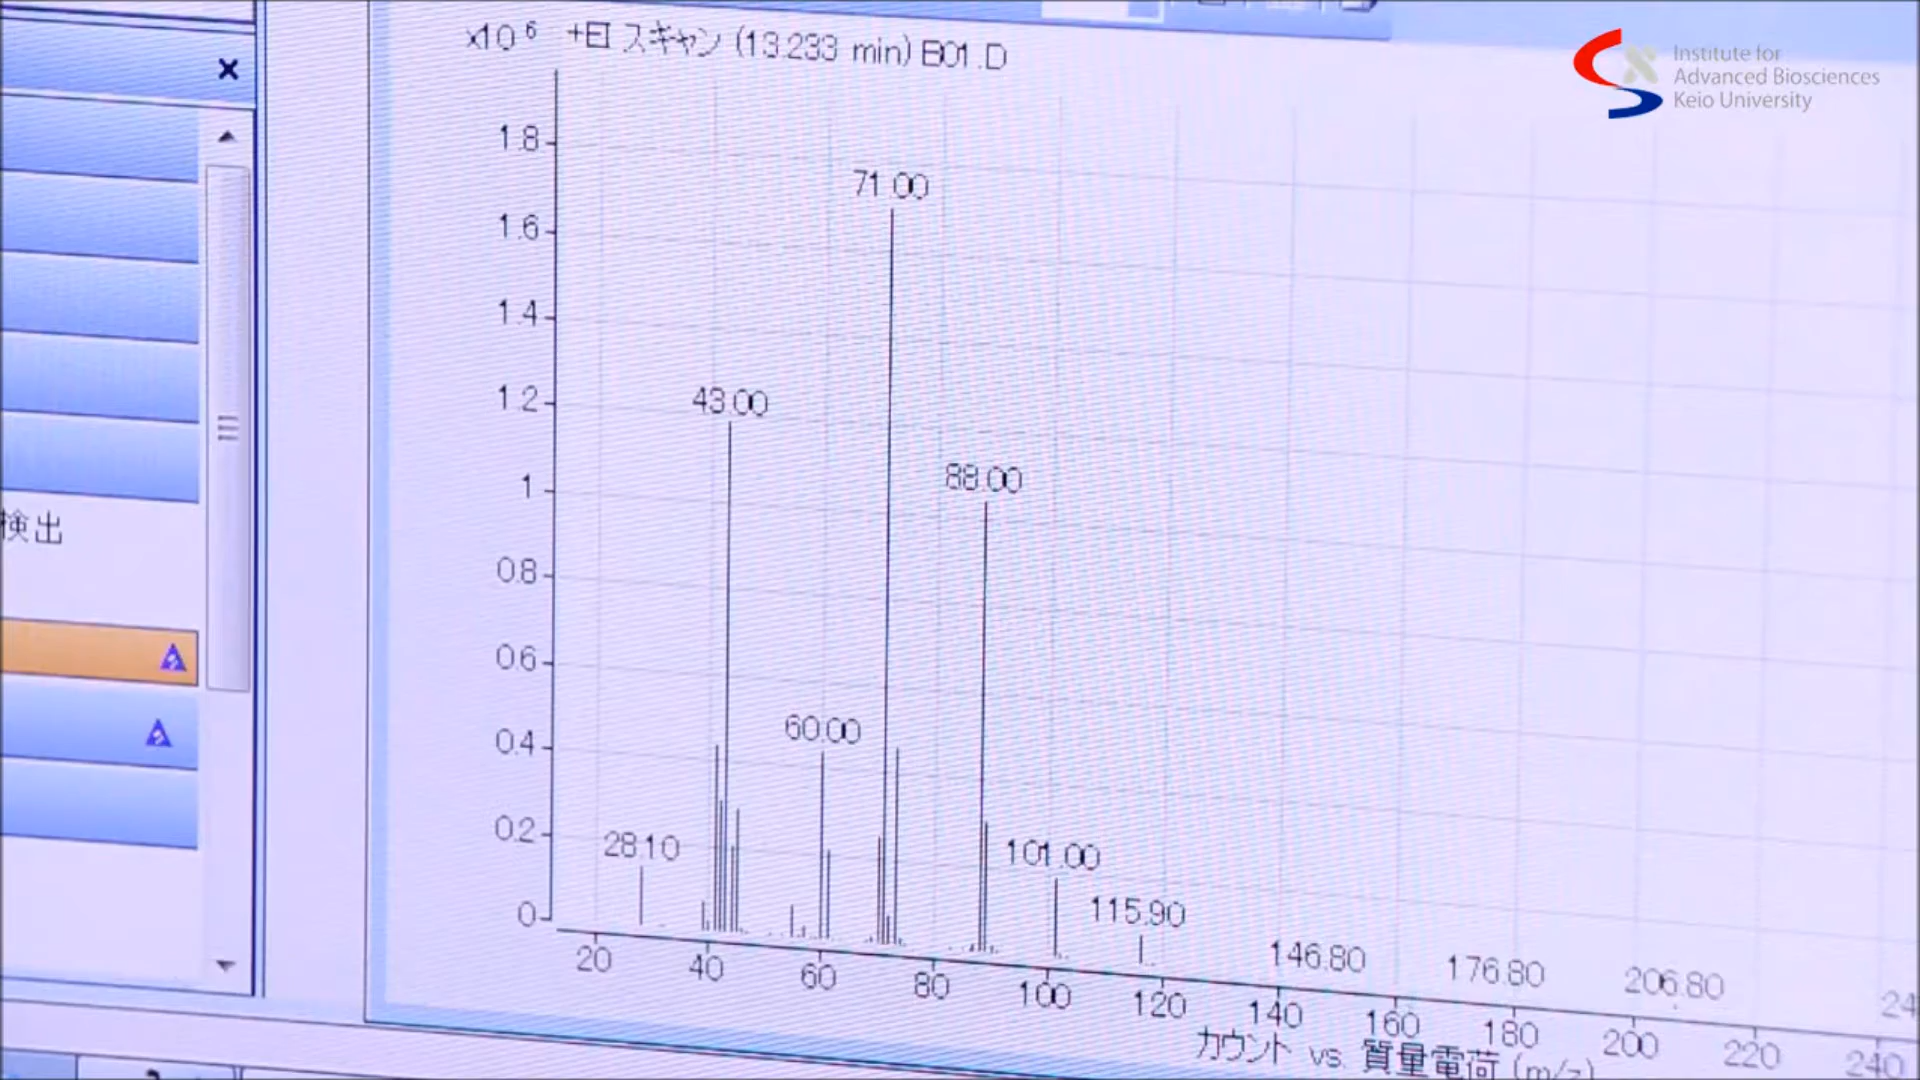 x10 6 +EI スキャン (13.233 min) B01.D
Institute for
Advanced Biosciences
Keio University
1.8
71.00
1.6
1.4
1.2
43.00
1
88.00
検出
0.8
0.6
0.4
60.00
0.2
28.10
101.00
0
115.90
146.80
176.80
206.80
20 40 60 80 100 120 140 160 180 200 220 240
カウント vs. 質量電荷 (m/z)